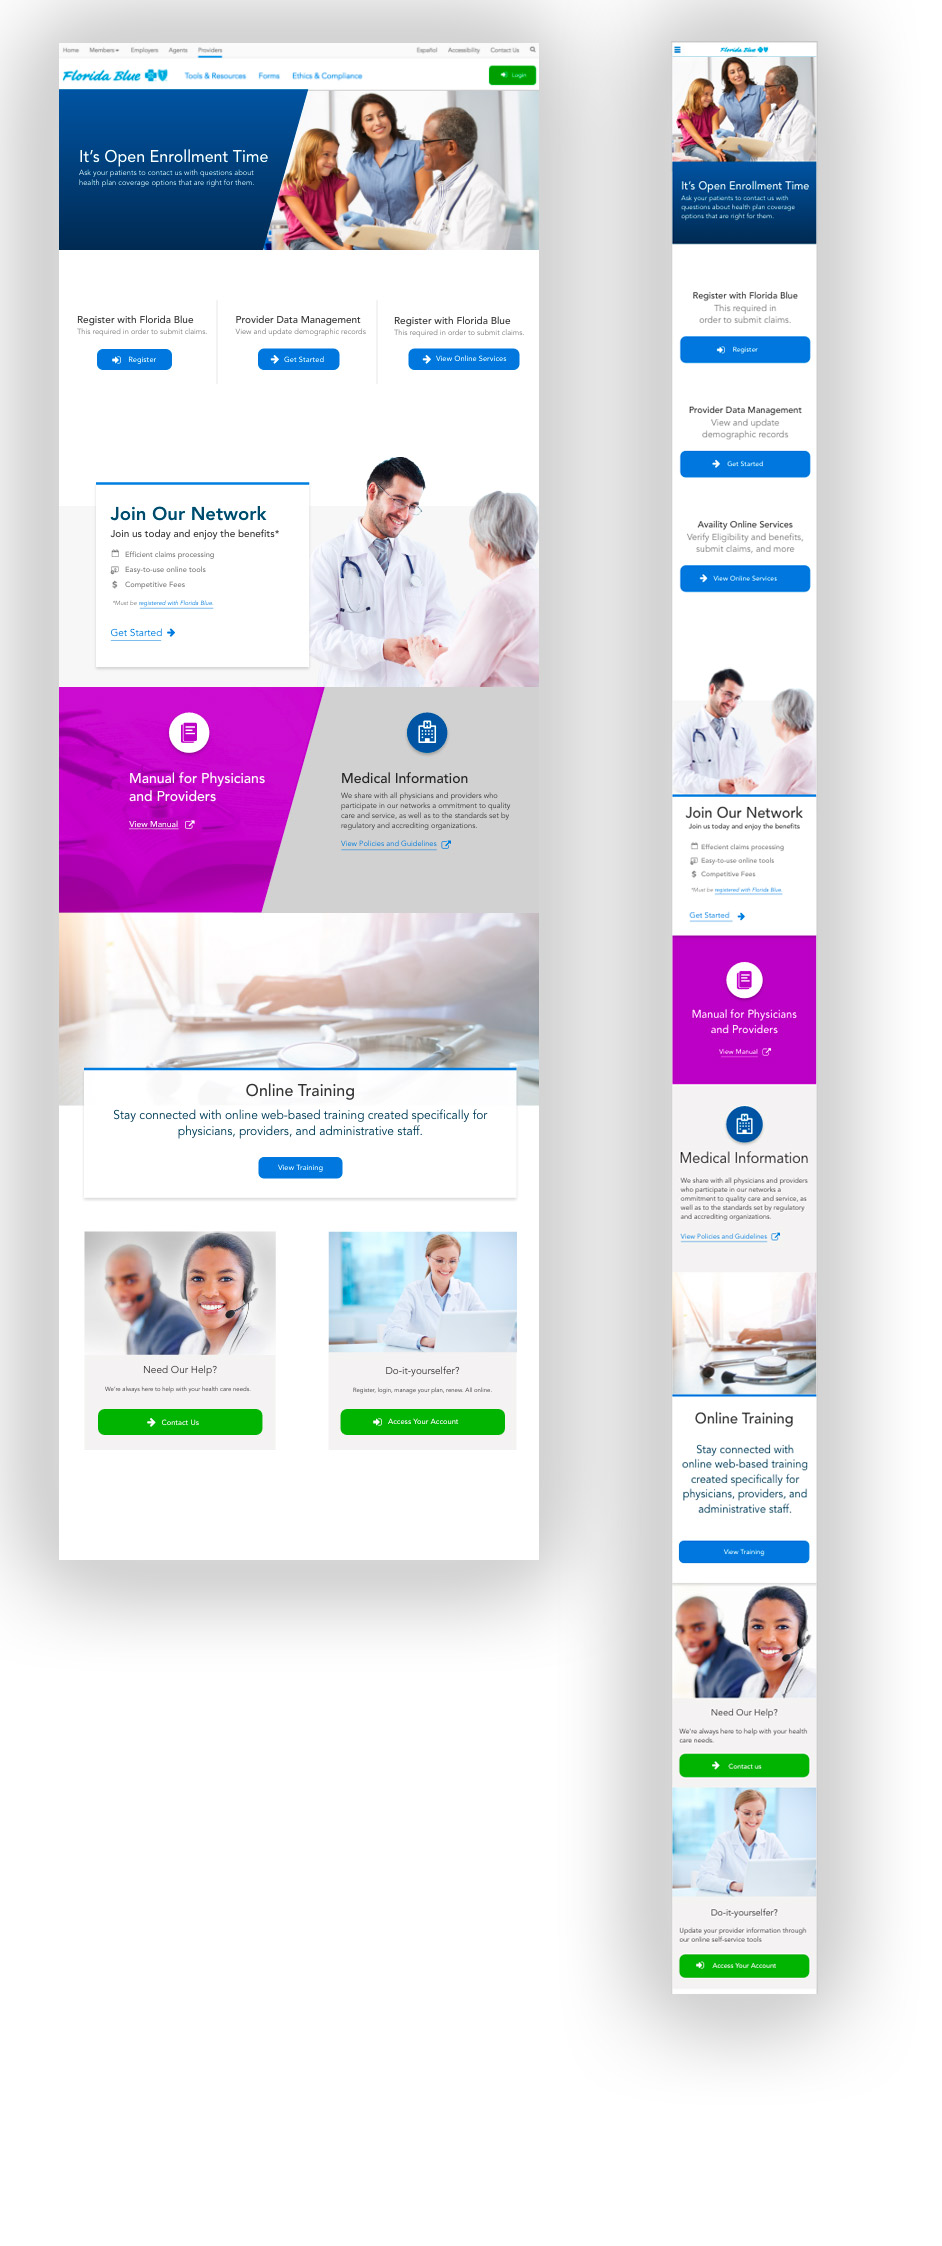 Home Members Employers Agents Providers Español Accessibility Contact Us
Florida Blue Tools & Resources Forms Ethics & Compliance Login
It's Open Enrollment Time
Ask your patients to contact us with questions about
health plan coverage options that are right for them.
Register with Florida Blue
This required in order to submit claims.
Register
Provider Data Management
View and update demographic records
Get Started
Register with Florida Blue
This required in order to submit claims.
View Online Services
Join Our Network
Join us today and enjoy the benefits*
Efficient claims processing
Easy-to-use online tools
$ Competitive Fees
*Must be registered with Florida Blue.
Get Started
Manual for Physicians
and Providers
View Manual
H
Medical Information
We share with all physicians and providers who
participate in our networks a commitment to quality
care and service, as well as to the standards set by
regulatory and accrediting organizations.
View Policies and Guidelines
Online Training
Stay connected with online web-based training created specifically for
physicians, providers, and administrative staff.
View Training
Need Our Help?
We're always here to help with your health care needs.
Contact Us
Do-it-yourselfer?
Register, login, manage your plan, renew. All online.
Access Your Account
Florida Blue
It's Open Enrollment Time
Ask your patients to contact us with
questions about health plan coverage
options that are right for them.
Register with Florida Blue
This required in
order to submit claims.
Register
Provider Data Management
View and update
demographic records
Get Started
Availity Online Services
Verify Eligibility and benefits,
submit claims, and more
View Online Services
Join Our Network
Join us today and enjoy the benefits
Effecient claims processing
Easy-to-use online tools
$ Competitive Fees
*Must be registered with Florida Blue.
Get Started
Manual for Physicians
and Providers
View Manual
H
Medical Information
We share with all physicians and providers
who participate in our networks a
ommitment to quality care and service, as
well as to the standards set by regulatory
and accrediting organizations.
View Policies and Guidelines
Online Training
Stay connected with
online web-based training
created specifically for
physicians, providers, and
administrative staff.
View Training
Need Our Help?
We're always here to help with your health
care needs.
Contact us
Do-it-yourselfer?
Update your provider information through
our online self-service tools
Access Your Account